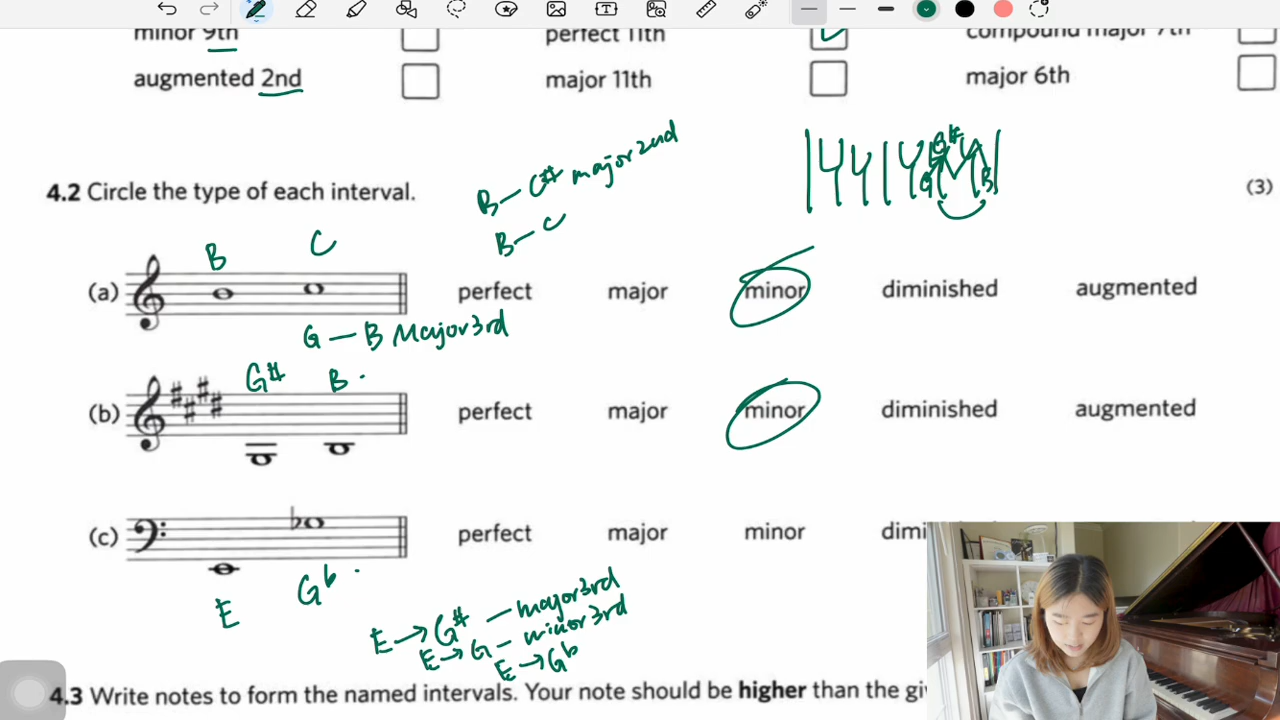 minor 9th perfect 11th compound major 7th
augmented 2nd major 11th major 6th
B — C# major 2nd
4.2 Circle the type of each interval. (3)
B — C
B C
(a) perfect major minor diminished augmented
G — B Major 3rd
G# B
(b) perfect major minor diminished augmented
(c) perfect major minor
E Gb
E → G# — major 3rd
E → G — minor 3rd
E → Gb
4.3 Write notes to form the named intervals. Your note should be higher than the